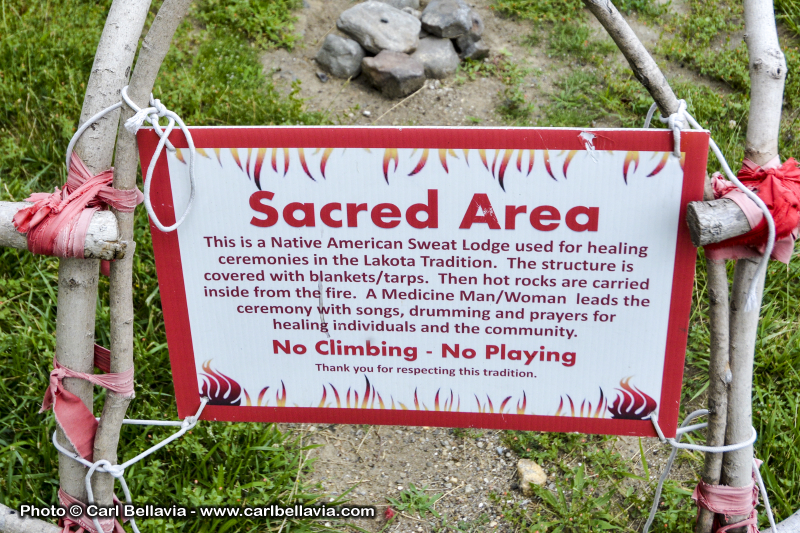 Sacred Area
This is a Native American Sweat Lodge used for healing
ceremonies in the Lakota Tradition. The structure is
covered with blankets/tarps. Then hot rocks are carried
inside from the fire. A Medicine Man/Woman leads the
ceremony with songs, drumming and prayers for
healing individuals and the community.
No Climbing - No Playing
Thank you for respecting this tradition.
Photo © Carl Bellavia - www.carlbellavia.com